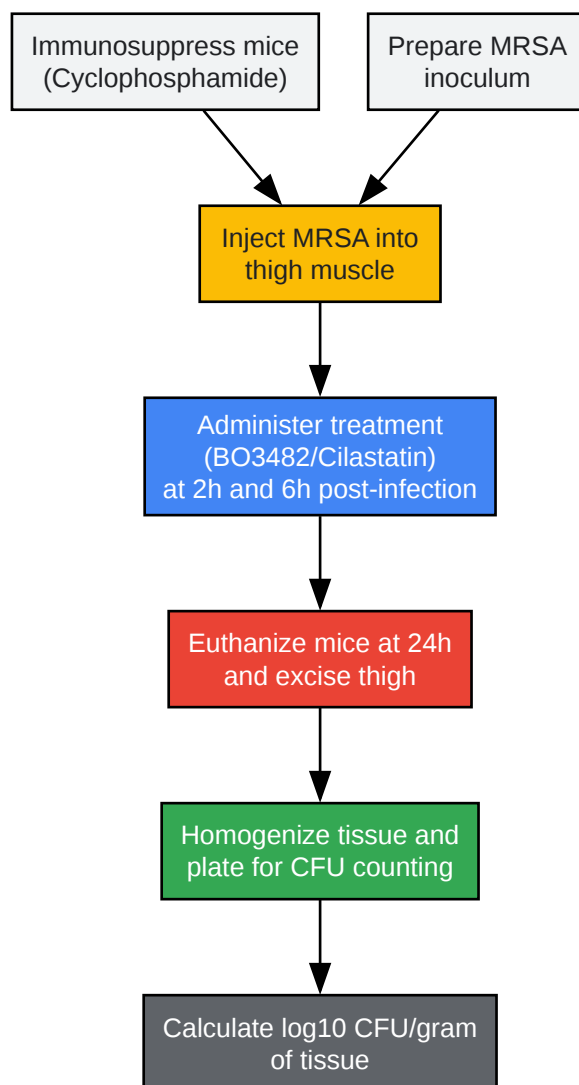 Immunosuppress mice
(Cyclophosphamide)
Prepare MRSA
inoculum
Inject MRSA into
thigh muscle
Administer treatment
(BO3482/Cilastatin)
at 2h and 6h post-infection
Euthanize mice at 24h
and excise thigh
Homogenize tissue and
plate for CFU counting
Calculate log10 CFU/gram
of tissue